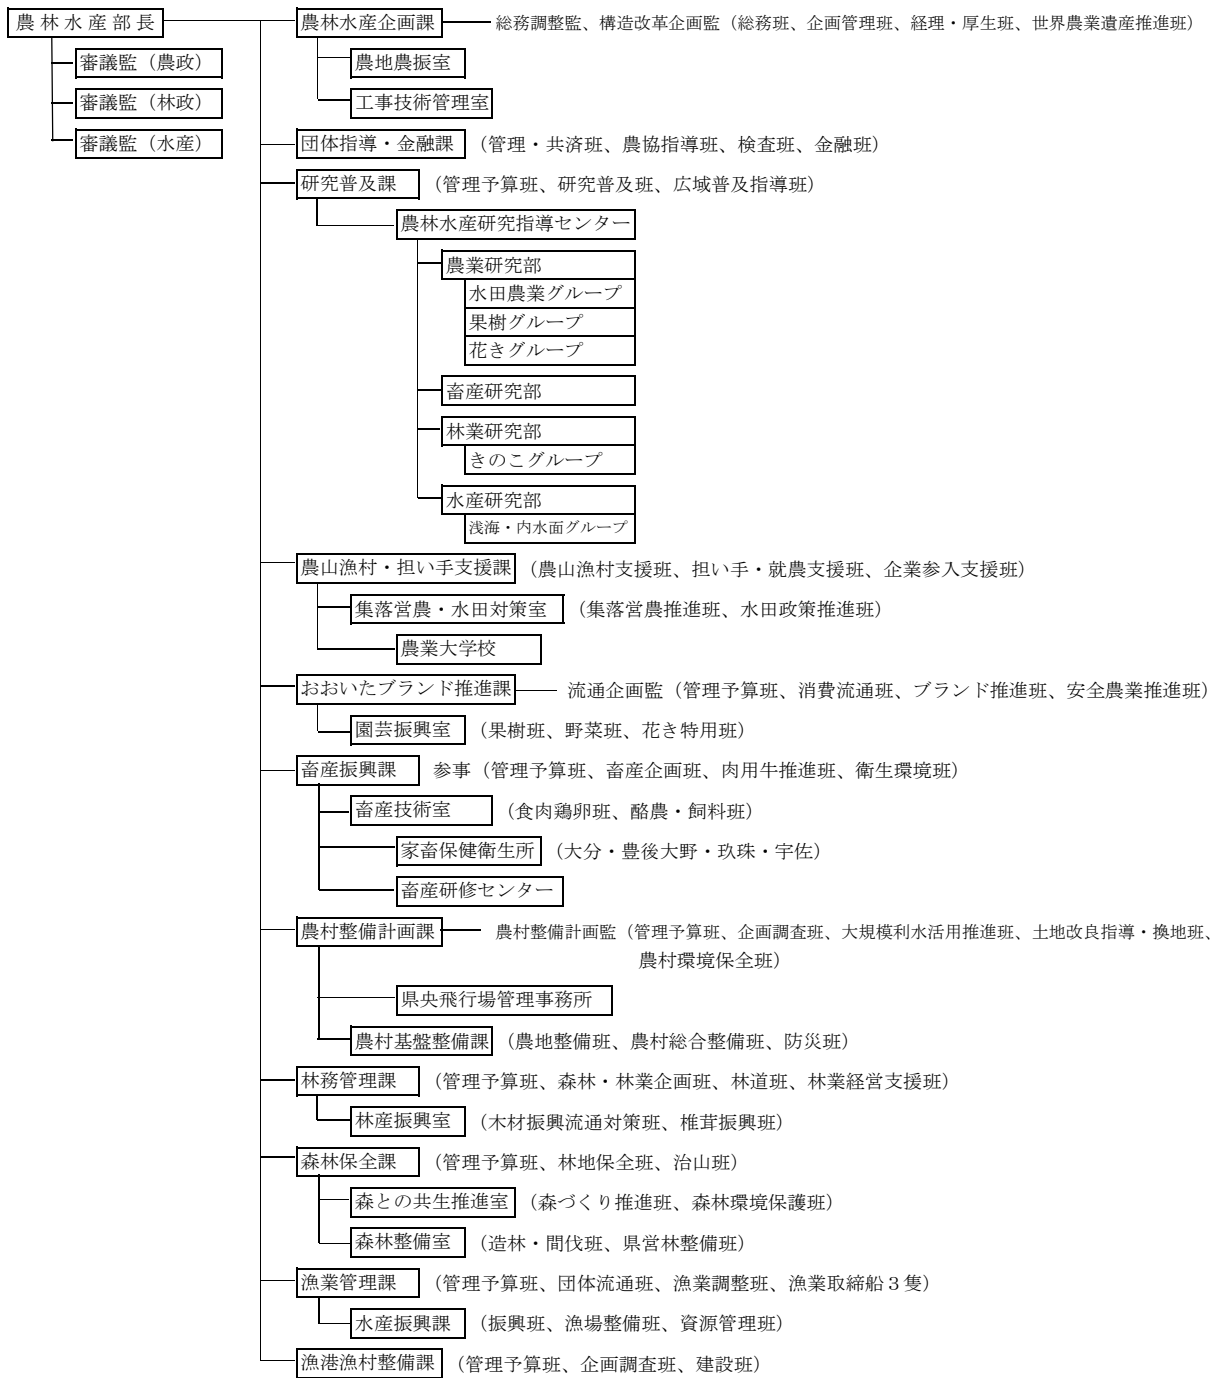 農林水産部長
農林水産企画課 総務調整監、構造改革企画監（総務班、企画管理班、経理・厚生班、世界農業遺産推進班）
審議監（農政）
農地農振室
審議監（林政）
工事技術管理室
審議監（水産）
団体指導・金融課 （管理・共済班、農協指導班、検査班、金融班）
研究普及課 （管理予算班、研究普及班、広域普及指導班）
農林水産研究指導センター
農業研究部
水田農業グループ
果樹グループ
花きグループ
畜産研究部
林業研究部
きのこグループ
水産研究部
浅海・内水面グループ
農山漁村・担い手支援課 （農山漁村支援班、担い手・就農支援班、企業参入支援班）
集落営農・水田対策室 （集落営農推進班、水田政策推進班）
農業大学校
おおいたブランド推進課 流通企画監（管理予算班、消費流通班、ブランド推進班、安全農業推進班）
園芸振興室 （果樹班、野菜班、花き特用班）
畜産振興課 参事（管理予算班、畜産企画班、肉用牛推進班、衛生環境班）
畜産技術室 （食肉鶏卵班、酪農・飼料班）
家畜保健衛生所 （大分・豊後大野・玖珠・宇佐）
畜産研修センター
農村整備計画課 農村整備計画監（管理予算班、企画調査班、大規模利水活用推進班、土地改良指導・換地班、
農村環境保全班）
県央飛行場管理事務所
農村基盤整備課 （農地整備班、農村総合整備班、防災班）
林務管理課 （管理予算班、森林・林業企画班、林道班、林業経営支援班）
林産振興室 （木材振興流通対策班、椎茸振興班）
森林保全課 （管理予算班、林地保全班、治山班）
森との共生推進室 （森づくり推進班、森林環境保護班）
森林整備室 （造林・間伐班、県営林整備班）
漁業管理課 （管理予算班、団体流通班、漁業調整班、漁業取締船３隻）
水産振興課 （振興班、漁場整備班、資源管理班）
漁港漁村整備課 （管理予算班、企画調査班、建設班）